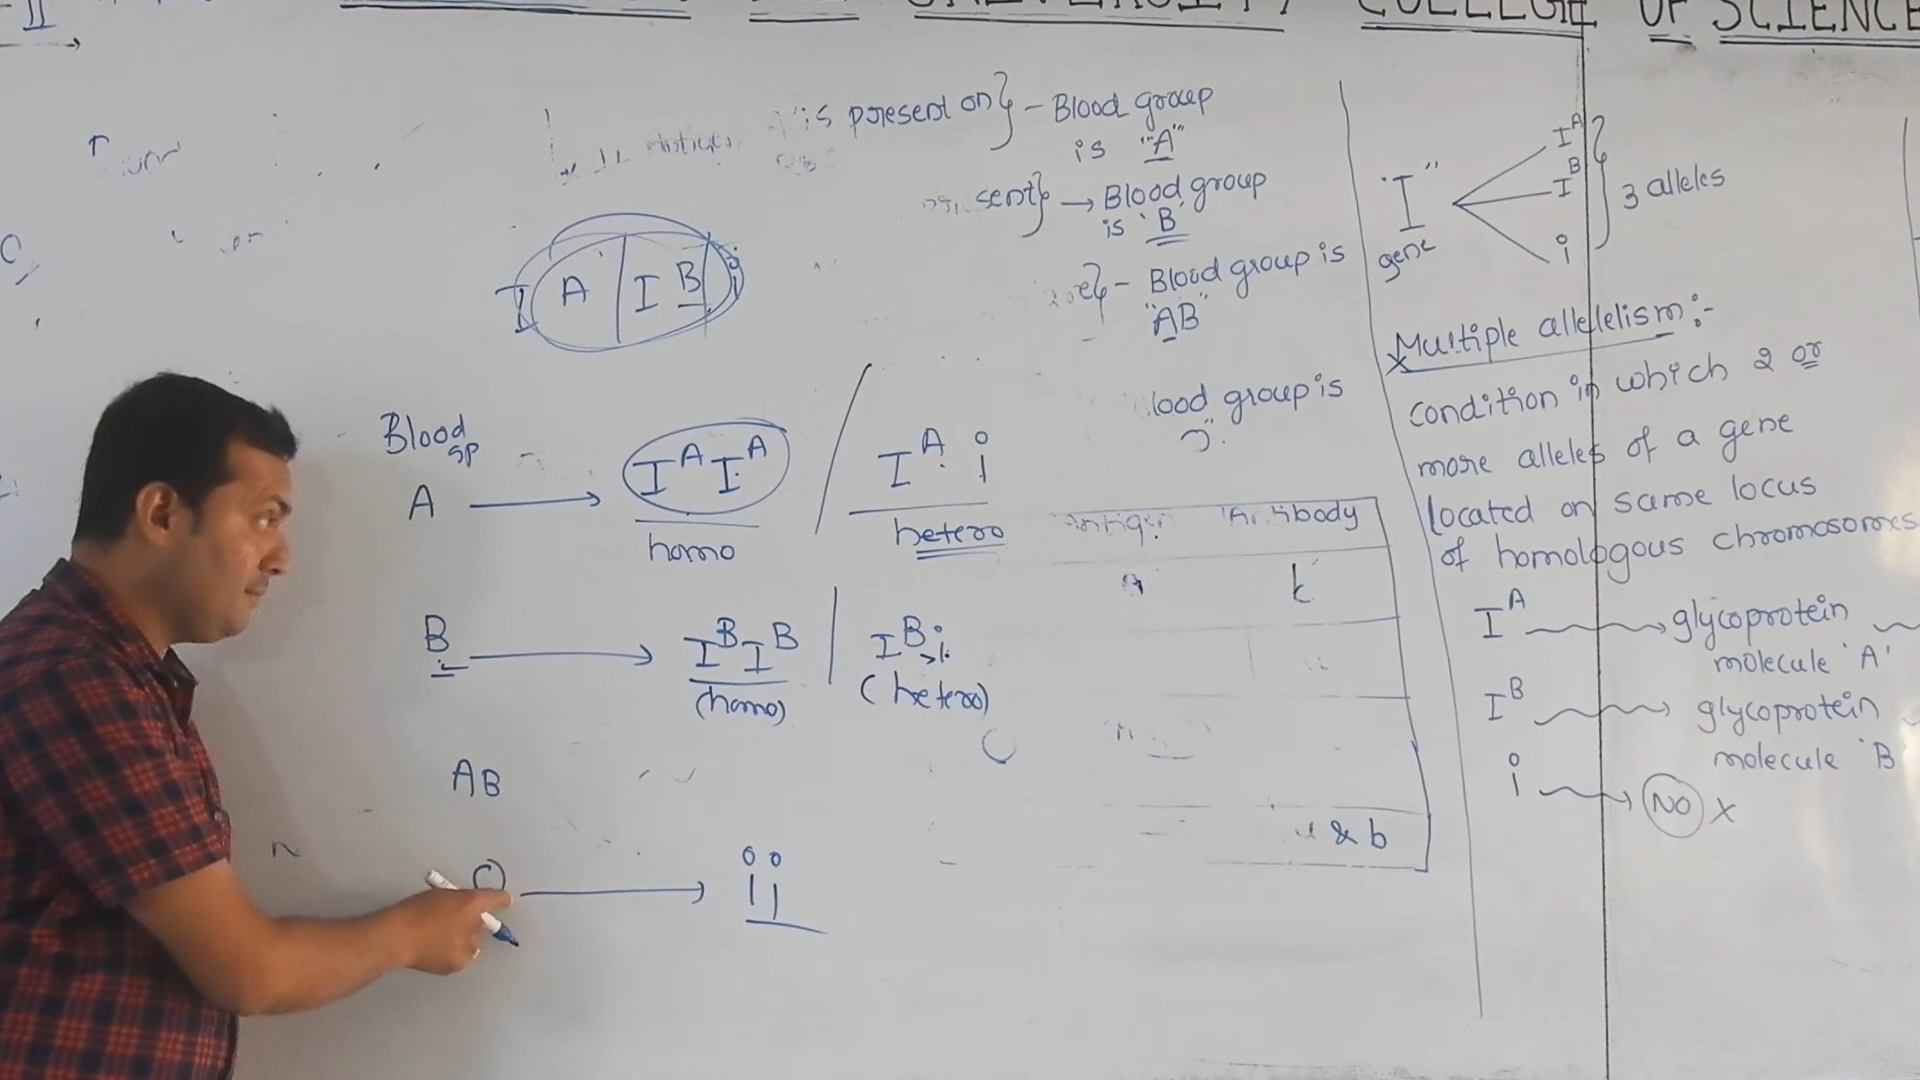 II
COLLEGE OF SCIENCE
is present on} - Blood group
is "A"
sent} → Blood group
is 'B'
} - Blood group is
"AB"
lood group is
I A | I B | i
"I"
gene
I^A
I^B
i
3 alleles
Multiple allelelism :-
condition in which 2 or
more alleles of a gene
located on same locus
of homologous chromosomes
I^A → glycoprotein
molecule 'A'
I^B → glycoprotein
molecule 'B
i → NO X
Blood
gp
A → I^A I^A / I^A i
homo hetero
B → I^B I^B / I^B i
(homo) (hetero)
AB
O → i i
Antibody
& b